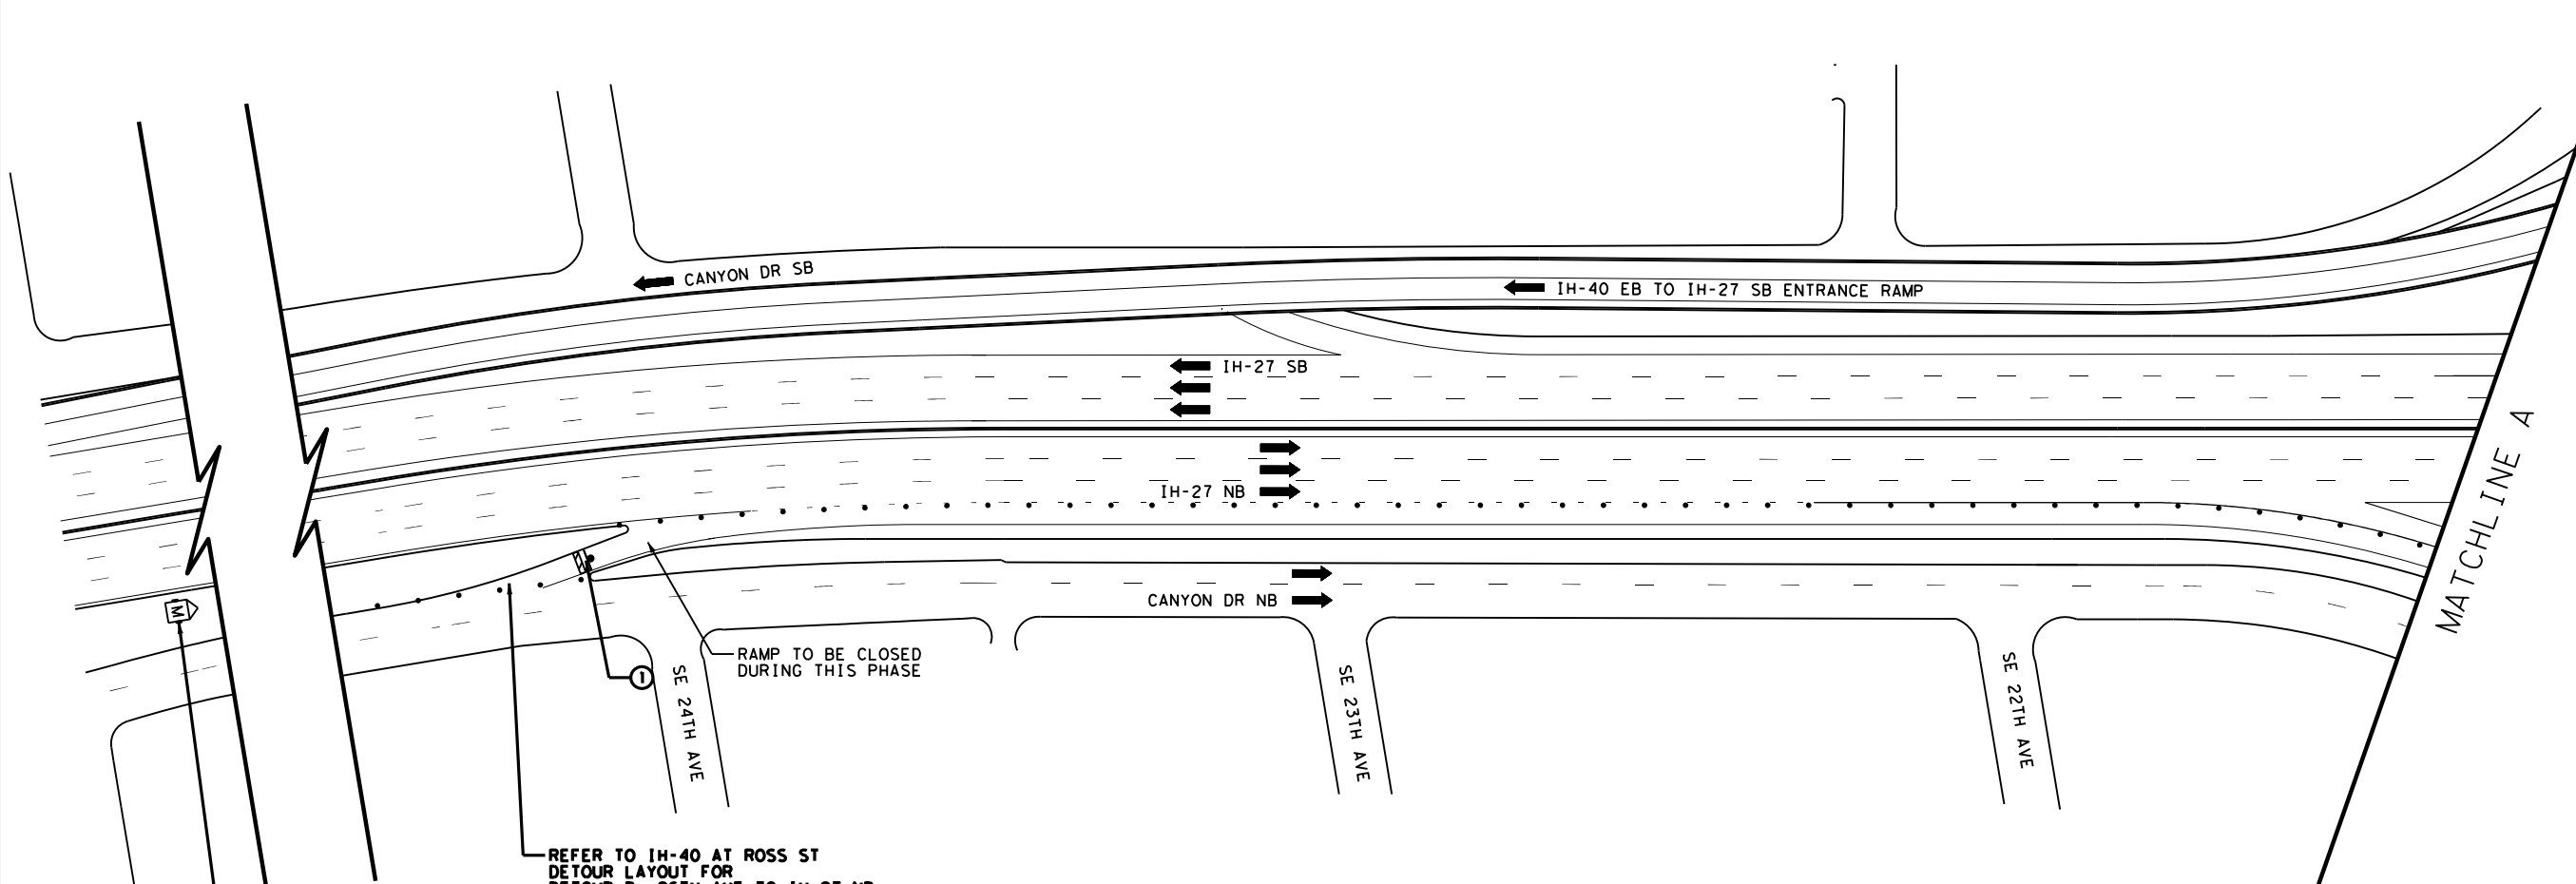 CANYON DR SB
IH-40 EB TO IH-27 SB ENTRANCE RAMP
IH-27 SB
IH-27 NB
CANYON DR NB
MATCHLINE A
M
RAMP TO BE CLOSED
DURING THIS PHASE
1
SE 24TH AVE
SE 23TH AVE
SE 22TH AVE
REFER TO IH-40 AT ROSS ST
DETOUR LAYOUT FOR